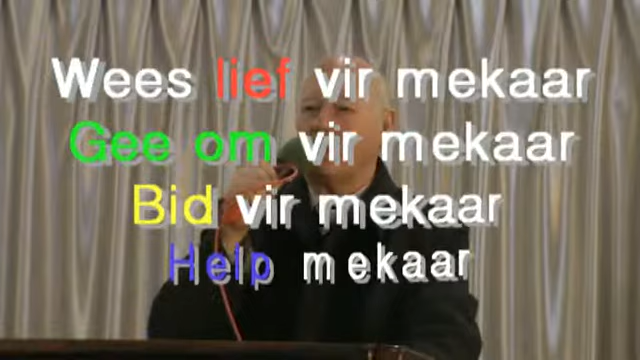 Wees lief vir mekaar
Gee om vir mekaar
Bid vir mekaar
Help mekaar